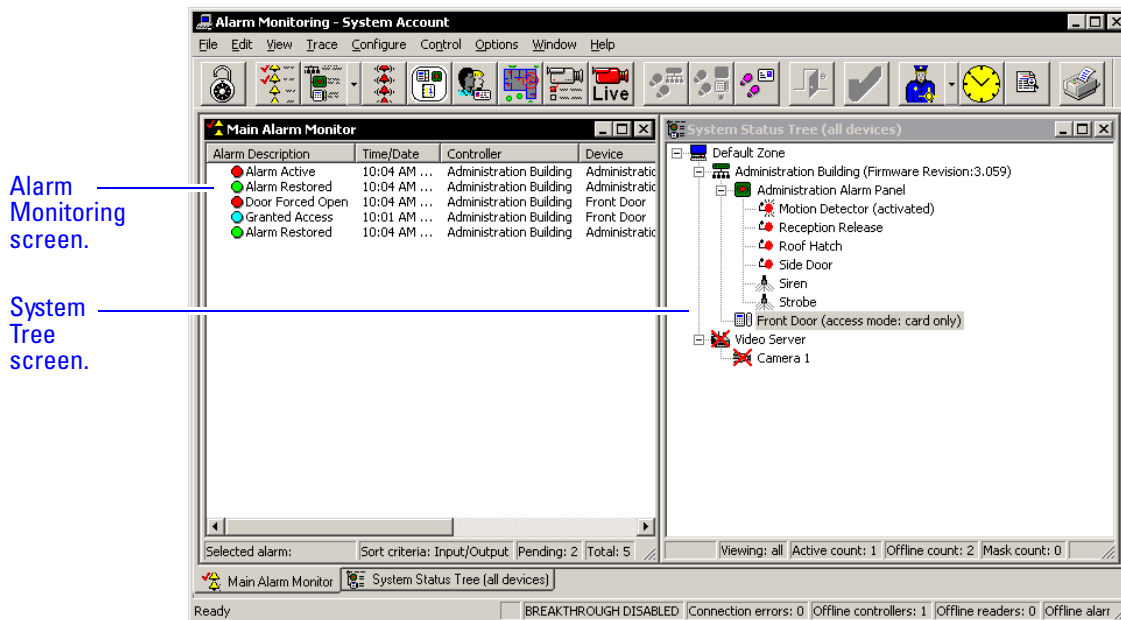 Alarm Monitoring - System Account
File Edit View Trace Configure Control Options Window Help
Live
Main Alarm Monitor
Alarm Description Time/Date Controller Device
Alarm Active 10:04 AM ... Administration Building Administratic
Alarm Restored 10:04 AM ... Administration Building Administratic
Door Forced Open 10:04 AM ... Administration Building Front Door
Granted Access 10:01 AM ... Administration Building Front Door
Alarm Restored 10:04 AM ... Administration Building Administratic
Selected alarm: Sort criteria: Input/Output Pending: 2 Total: 5
System Status Tree (all devices)
Default Zone
Administration Building (Firmware Revision:3.059)
Administration Alarm Panel
Motion Detector (activated)
Reception Release
Roof Hatch
Side Door
Siren
Strobe
Front Door (access mode: card only)
Video Server
Camera 1
Viewing: all Active count: 1 Offline count: 2 Mask count: 0
Main Alarm Monitor System Status Tree (all devices)
Ready BREAKTHROUGH DISABLED Connection errors: 0 Offline controllers: 1 Offline readers: 0 Offline alarr
Alarm
Monitoring
screen.
System
Tree
screen.